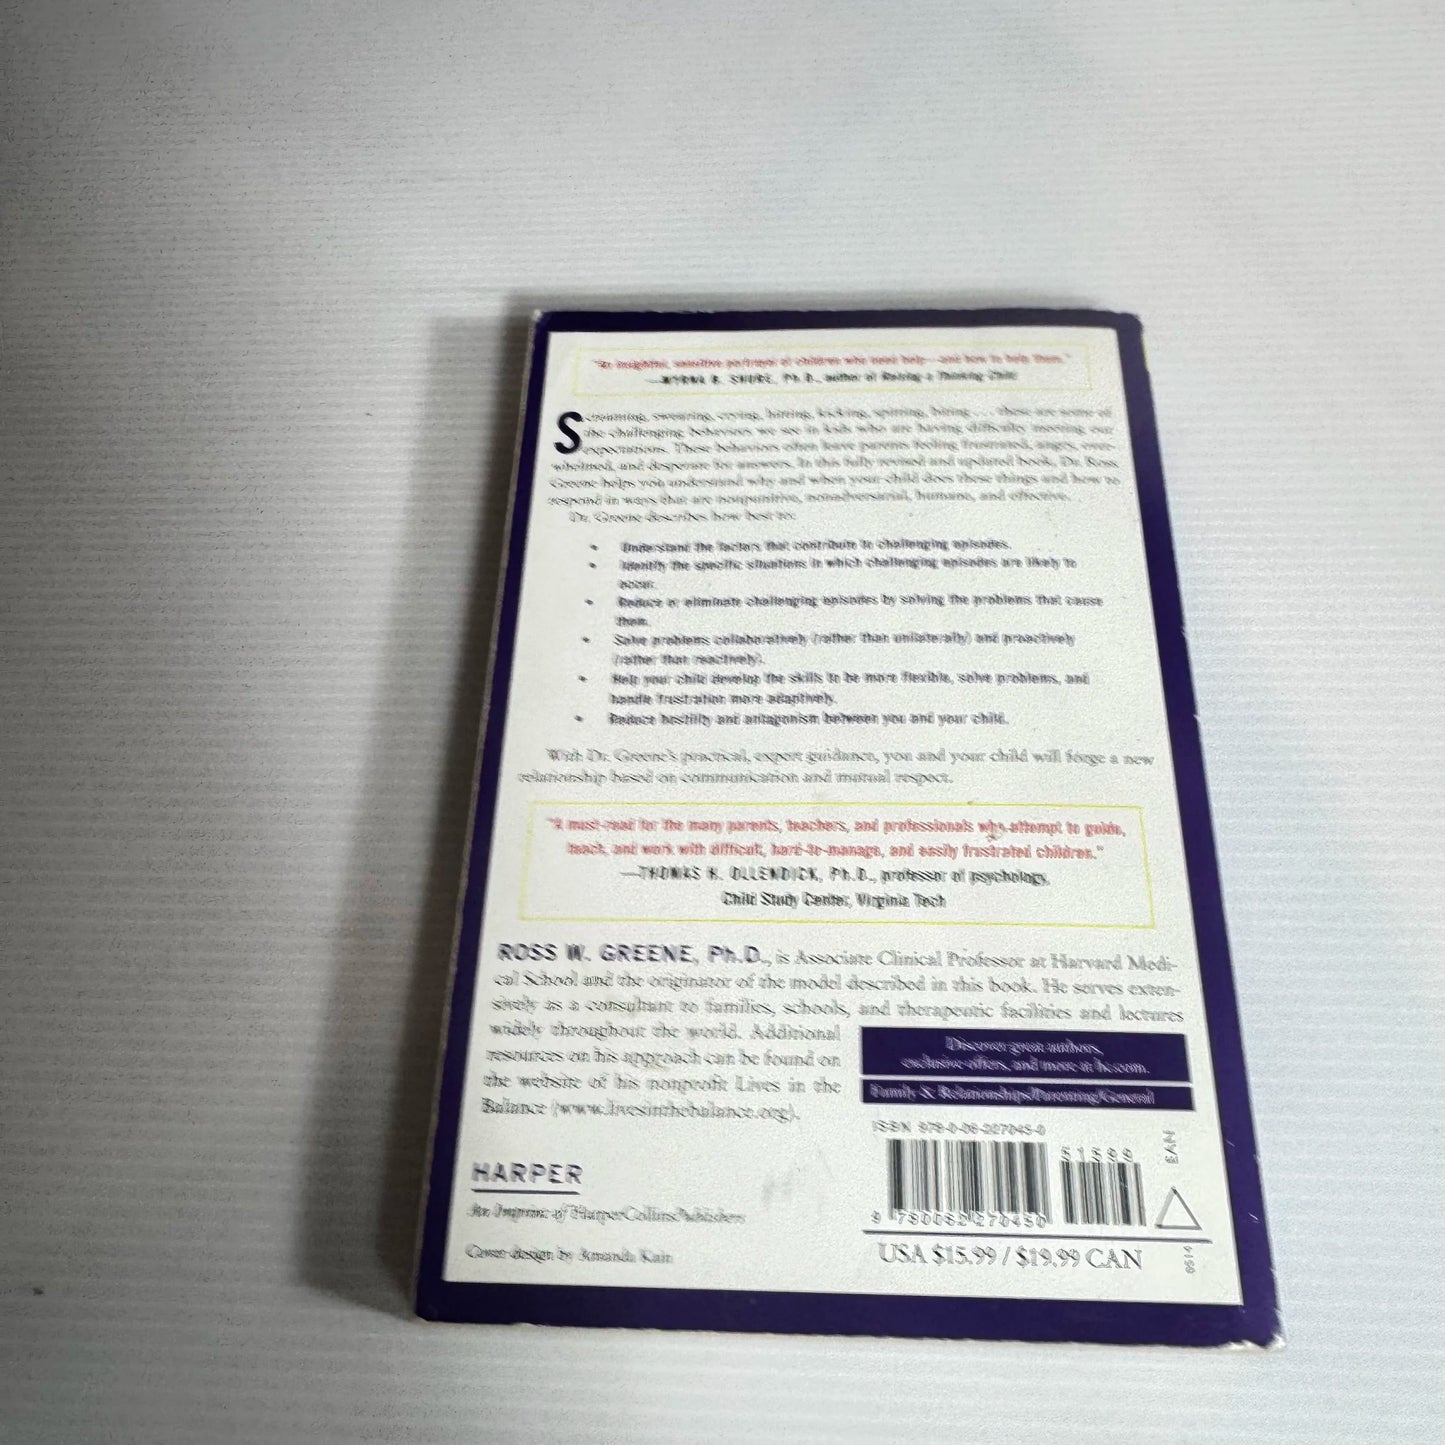 "An insightful, sensitive portrayal of children who need help—and how to help them."
—MYRNA B. SHURE, Ph.D., author of Raising a Thinking Child
Screaming, swearing, crying, hitting, kicking, spitting, biting . . . these are some of
the challenging behaviors we see in kids who are having difficulty meeting our
expectations. These behaviors often leave parents feeling frustrated, angry, over-
whelmed, and desperate for answers. In this fully revised and updated book, Dr. Ross
Greene helps you understand why and when your child does these things and how to
respond in ways that are nonpunitive, nonadversarial, humane, and effective.
Dr. Greene describes how best to:
• Understand the factors that contribute to challenging episodes.
• Identify the specific situations in which challenging episodes are likely to
occur.
• Reduce or eliminate challenging episodes by solving the problems that cause
them.
• Solve problems collaboratively (rather than unilaterally) and proactively
(rather than reactively).
• Help your child develop the skills to be more flexible, solve problems, and
handle frustration more adaptively.
• Reduce hostility and antagonism between you and your child.
With Dr. Greene's practical, expert guidance, you and your child will forge a new
relationship based on communication and mutual respect.
"A must-read for the many parents, teachers, and professionals who attempt to guide,
teach, and work with difficult, hard-to-manage, and easily frustrated children."
—THOMAS H. OLLENDICK, Ph.D., professor of psychology,
Child Study Center, Virginia Tech
ROSS W. GREENE, Ph.D., is Associate Clinical Professor at Harvard Medi-
cal School and the originator of the model described in this book. He serves exten-
sively as a consultant to families, schools, and therapeutic facilities and lectures
widely throughout the world. Additional
resources on his approach can be found on
the website of his nonprofit Lives in the
Balance (www.livesinthebalance.org).
Discover great authors,
exclusive offers, and more at hc.com.
Family & Relationships/Parenting/General
ISBN 978-0-06-227045-0
51599
EAN
9 780062 270450
USA $15.99 / $19.99 CAN
0514
HARPER
An Imprint of HarperCollinsPublishers
Cover design by Amanda Kain